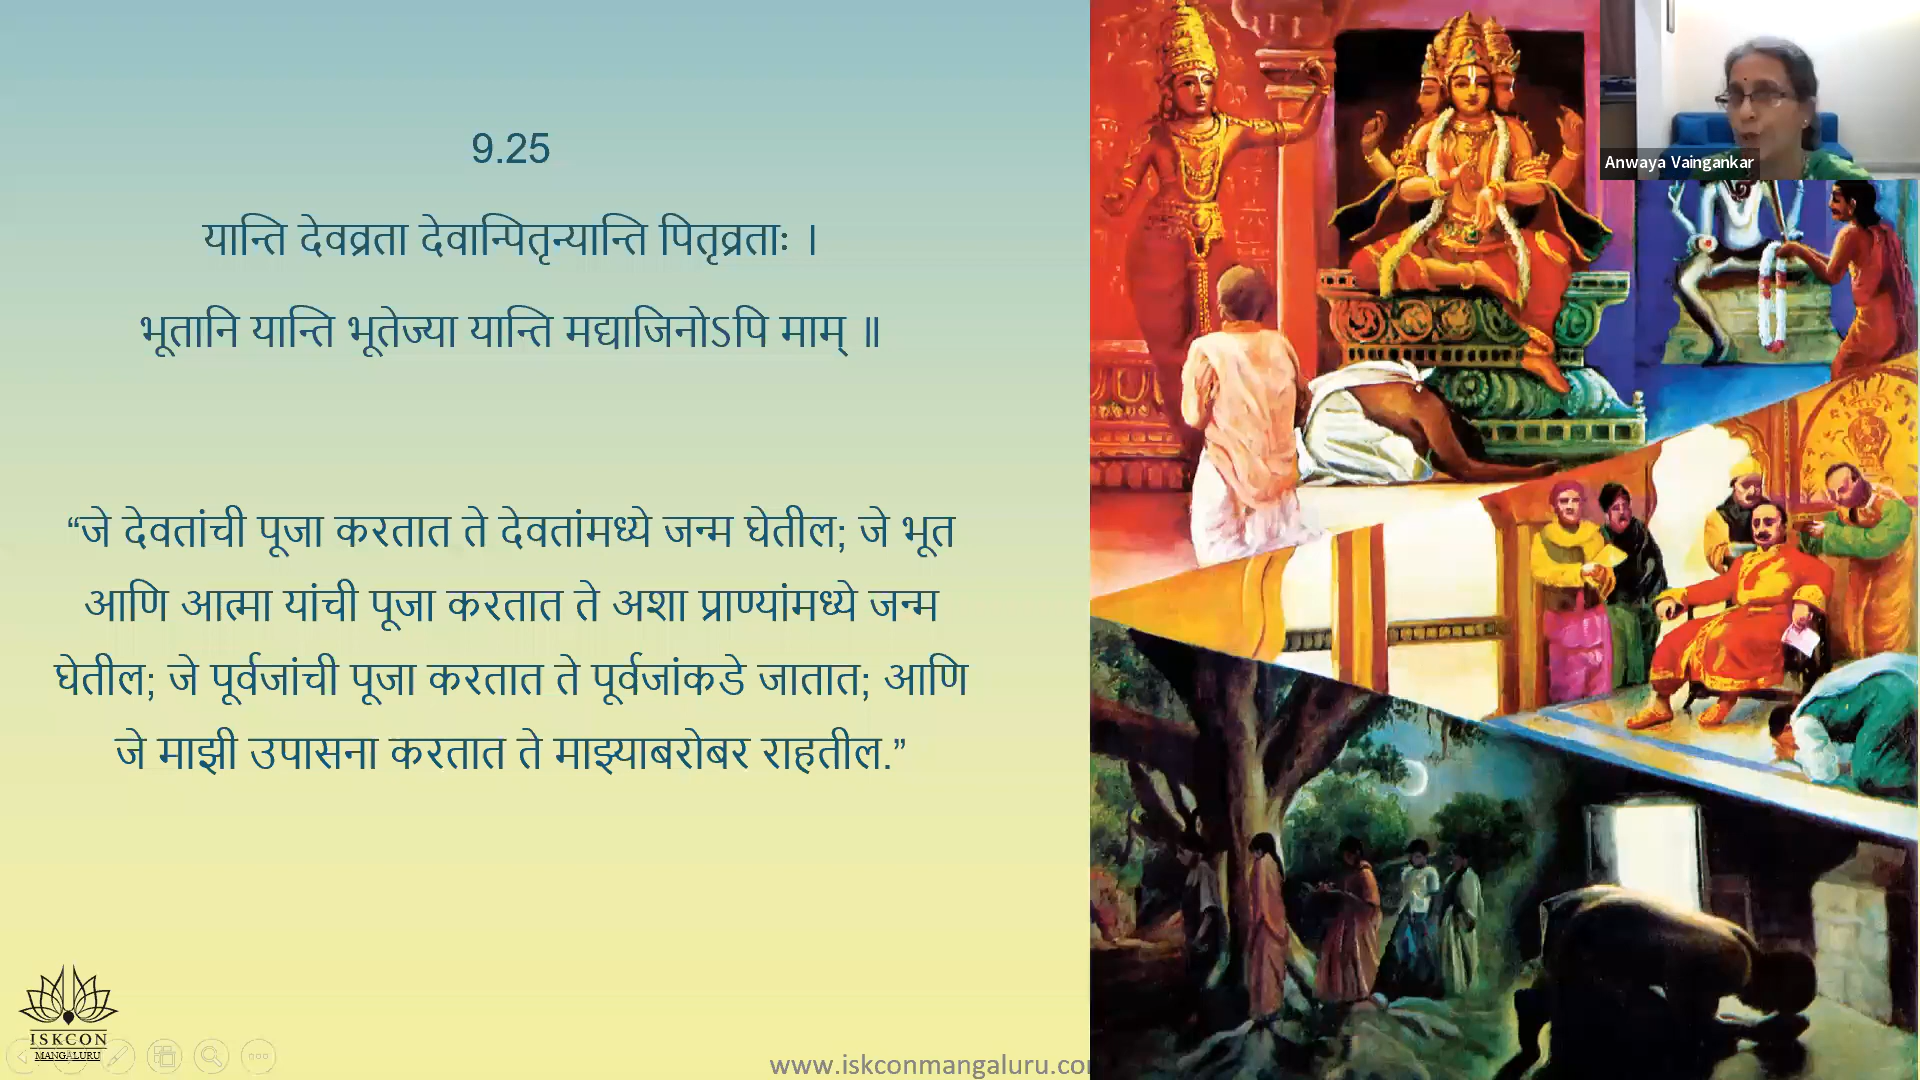 9.25
यान्ति देवव्रता देवान्पितृन्यान्ति पितृव्रताः ।
भूतानि यान्ति भूतेज्या यान्ति मद्याजिनोऽपि माम् ॥
“जे देवतांची पूजा करतात ते देवतांमध्ये जन्म घेतील; जे भूत
आणि आत्मा यांची पूजा करतात ते अशा प्राण्यांमध्ये जन्म
घेतील; जे पूर्वजांची पूजा करतात ते पूर्वजांकडे जातात; आणि
जे माझी उपासना करतात ते माझ्याबरोबर राहतील.”
Anwaya Vaingankar
ISKCON
MANGALURU
www.iskconmangaluru.co